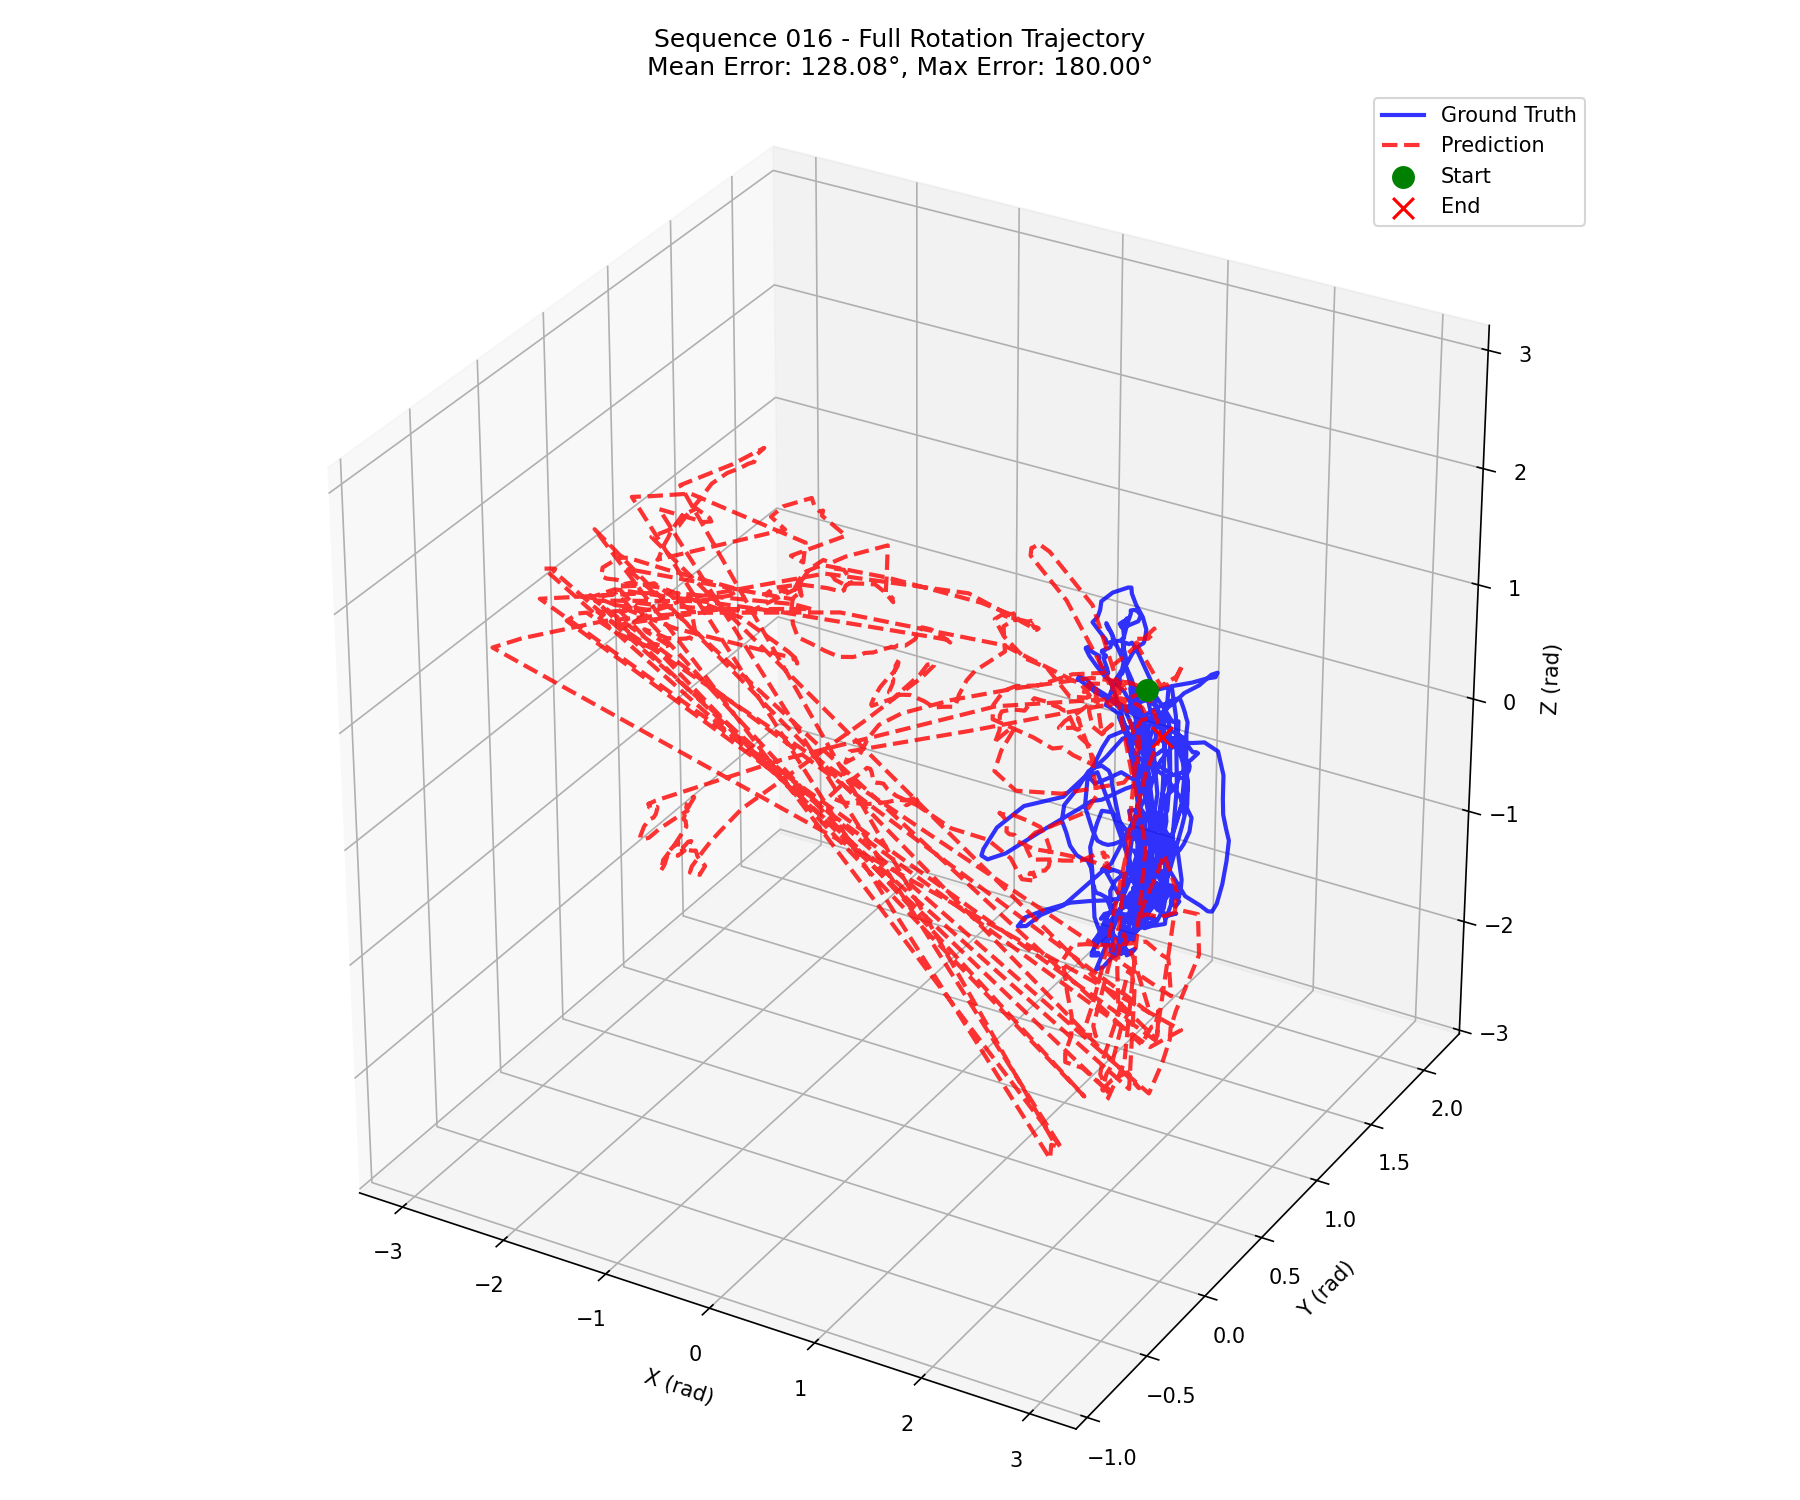 Sequence 016 - Full Rotation Trajectory
Mean Error: 128.08°, Max Error: 180.00°
Ground Truth
Prediction
Start
End
3
2
1
0
−1
−2
−3
Z (rad)
2.0
1.5
1.0
0.5
0.0
−0.5
−1.0
Y (rad)
−3
−2
−1
0
1
2
3
X (rad)